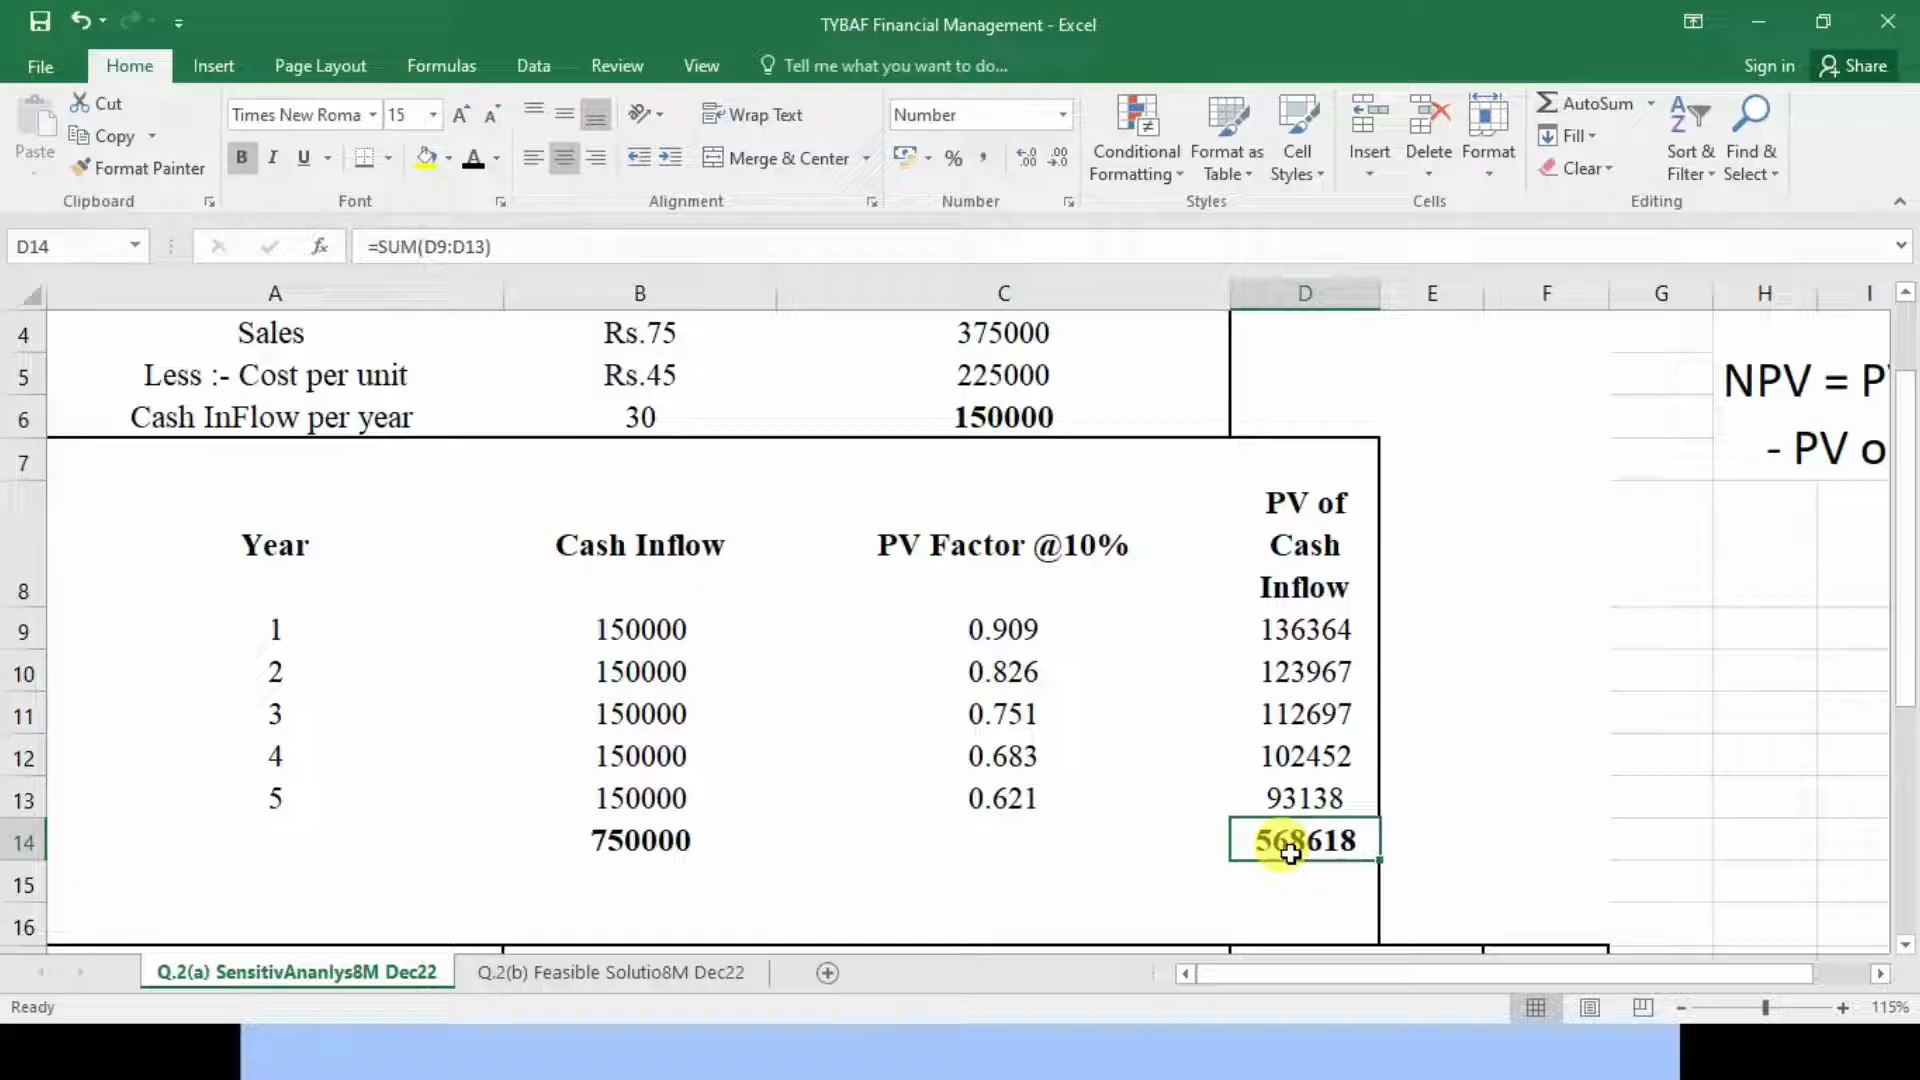 TYBAF Financial Management - Excel
File Home Insert Page Layout Formulas Data Review View Tell me what you want to do... Sign in Share
Paste Cut Copy Format Painter
Times New Roma 15
B I U
Wrap Text
Merge & Center
Number
% ,
Conditional Formatting
Format as Table
Cell Styles
Insert Delete Format
AutoSum
Fill
Clear
Sort & Filter
Find & Select
Clipboard Font Alignment Number Styles Cells Editing
D14 fx =SUM(D9:D13)
A B C D E F G H I
4 Sales Rs.75 375000
NPV = P
5 Less :- Cost per unit Rs.45 225000
6 Cash InFlow per year 30 150000
- PV o
7
8 Year Cash Inflow PV Factor @10% PV of Cash Inflow
9 1 150000 0.909 136364
10 2 150000 0.826 123967
11 3 150000 0.751 112697
12 4 150000 0.683 102452
13 5 150000 0.621 93138
14 750000 568618
15
16
Q.2(a) SensitivAnanlys8M Dec22 Q.2(b) Feasible Solutio8M Dec22
Ready 115%